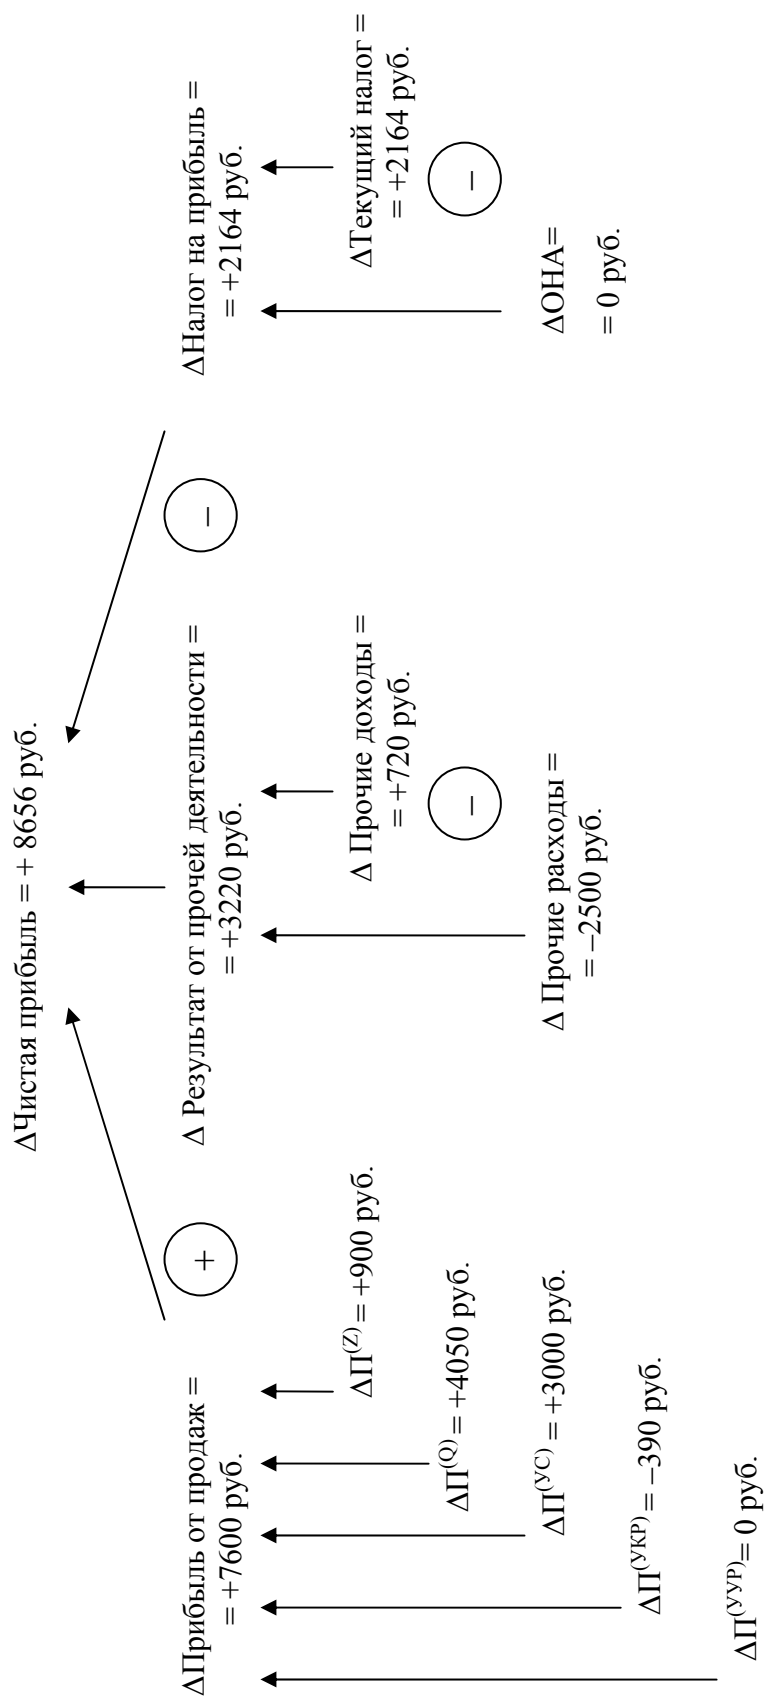 ΔЧистая прибыль = + 8656 руб.
+
–
ΔПрибыль от продаж =
= +7600 руб.
Δ Результат от прочей деятельности =
= +3220 руб.
ΔНалог на прибыль =
= +2164 руб.
ΔП(Z) = +900 руб.
ΔП(Q) = +4050 руб.
ΔП(УС) = +3000 руб.
ΔП(УКР) = –390 руб.
ΔП(УУР) = 0 руб.
Δ Прочие доходы =
= +720 руб.
–
Δ Прочие расходы =
= –2500 руб.
ΔТекущий налог =
= +2164 руб.
–
ΔОНА=
= 0 руб.